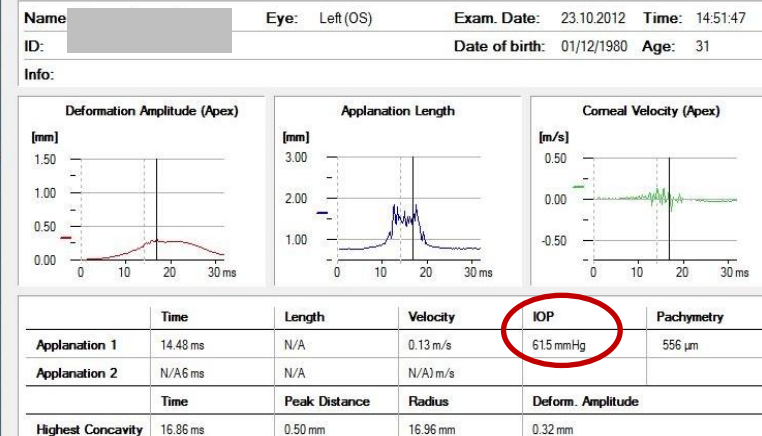 Name Eye: Left (OS) Exam. Date: 23.10.2012 Time: 14:51:47
ID: Date of birth: 01/12/1980 Age: 31
Info:
Deformation Amplitude (Apex) Applanation Length Corneal Velocity (Apex)
[mm] [mm] [m/s]
1.50 3.00 0.50
1.00 2.00 0.00
0.50 1.00 -0.50
0.00
0 10 20 30 ms 0 10 20 30 ms 0 10 20 30 ms
Time Length Velocity IOP Pachymetry
Applanation 1 14.48 ms N/A 0.13 m/s 61.5 mmHg 556 µm
Applanation 2 N/A6 ms N/A N/A) m/s
Time Peak Distance Radius Deform. Amplitude
Highest Concavity 16.86 ms 0.50 mm 16.96 mm 0.32 mm